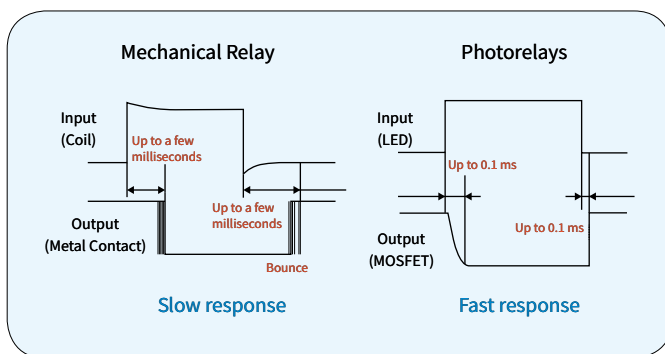 Mechanical Relay
Input
(Coil)
Up to a few
milliseconds
Up to a few
milliseconds
Output
(Metal Contact)
Bounce
Slow response
Photorelays
Input
(LED)
Up to 0.1 ms
Up to 0.1 ms
Output
(MOSFET)
Fast response